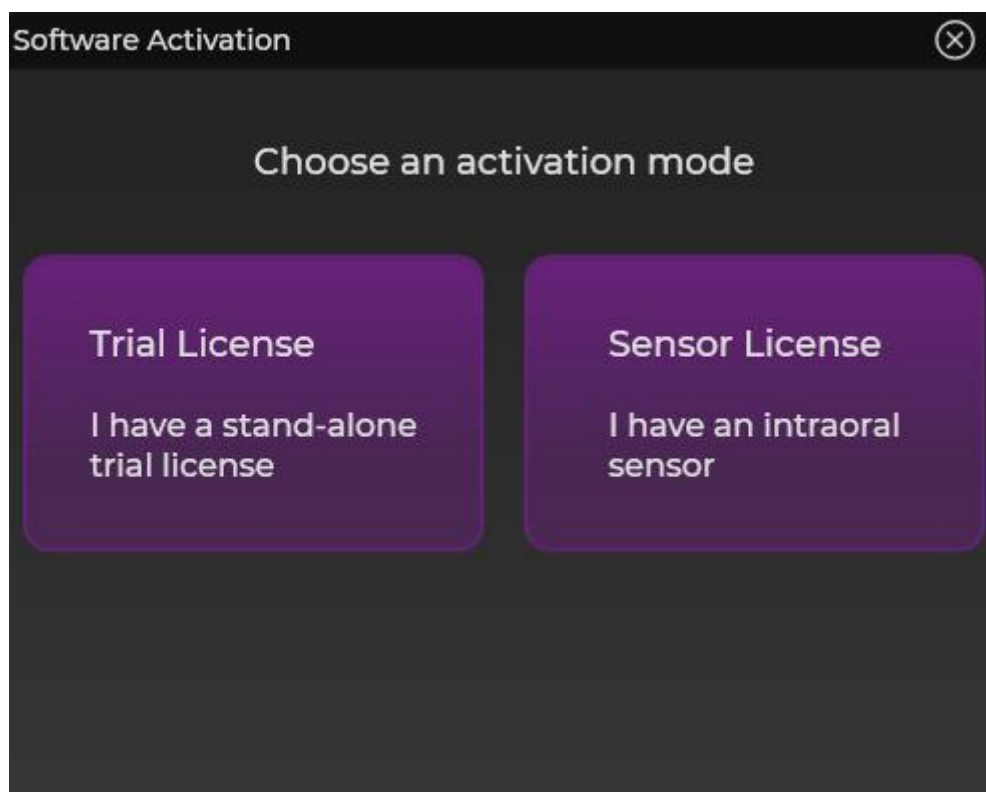 Software Activation
Choose an activation mode
Trial License
I have a stand-alone
trial license
Sensor License
I have an intraoral
sensor